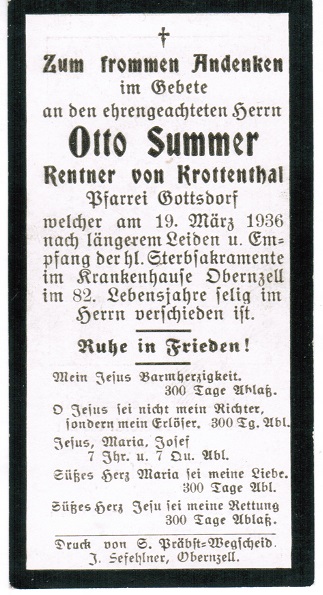 Zum frommen Andenken
im Gebete
an den ehrengeachteten Herrn
Otto Summer
Rentner von Krottenthal
Pfarrei Gottsdorf
welcher am 19. März 1936
nach längerem Leiden u. Emp-
fang der hl. Sterbsakramente
im Krankenhause Obernzell
im 82. Lebensjahre selig im
Herrn verschieden ist.
Ruhe in Frieden!
Mein Jesus Barmherzigkeit.
300 Tage Ablaß.
O Jesus sei nicht mein Richter,
sondern mein Erlöser. 300 Tg. Abl.
Jesus, Maria, Josef
7 Jhr. u. 7 Qu. Abl.
Süßes Herz Maria sei meine Liebe.
300 Tage Abl.
Süßes Herz Jesu sei meine Rettung
300 Tage Ablaß.
Druck von S. Präbst-Wegscheid.
J. Sefehlner, Obernzell.